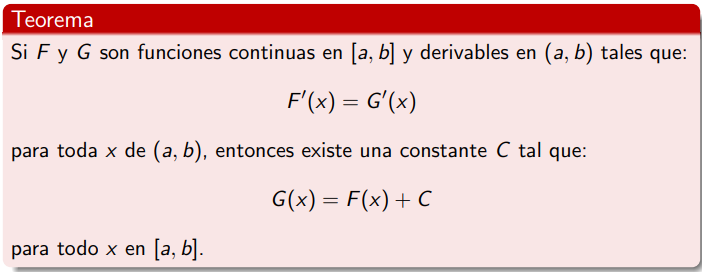 Teorema
Si F y G son funciones continuas en [a, b] y derivables en (a, b) tales que:
F′(x) = G′(x)
para toda x de (a, b), entonces existe una constante C tal que:
G(x) = F(x) + C
para todo x en [a, b].